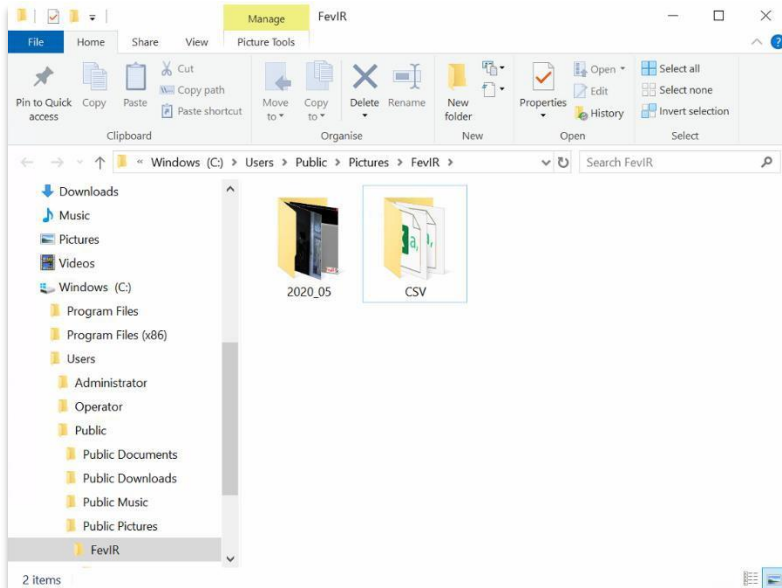 Manage
FevIR
File
Home
Share
View
Picture Tools
Pin to Quick access
Copy
Paste
Cut
Copy path
Paste shortcut
Clipboard
Move to
Copy to
Delete
Rename
Organise
New folder
New
Properties
Open
Edit
History
Open
Select all
Select none
Invert selection
Select
« Windows (C:) > Users > Public > Pictures > FevIR >
Search FevIR
Downloads
Music
Pictures
Videos
Windows (C:)
Program Files
Program Files (x86)
Users
Administrator
Operator
Public
Public Documents
Public Downloads
Public Music
Public Pictures
FevIR
a,
2020_05
CSV
2 items